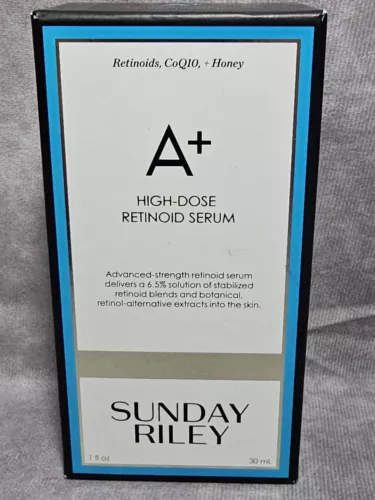 Retinoids, CoQ10, + Honey
A+
HIGH-DOSE
RETINOID SERUM
Advanced-strength retinoid serum
delivers a 6.5% solution of stabilized
retinoid blends and botanical,
retinol-alternative extracts into the skin.
SUNDAY
RILEY
1 fl oz 30 mL